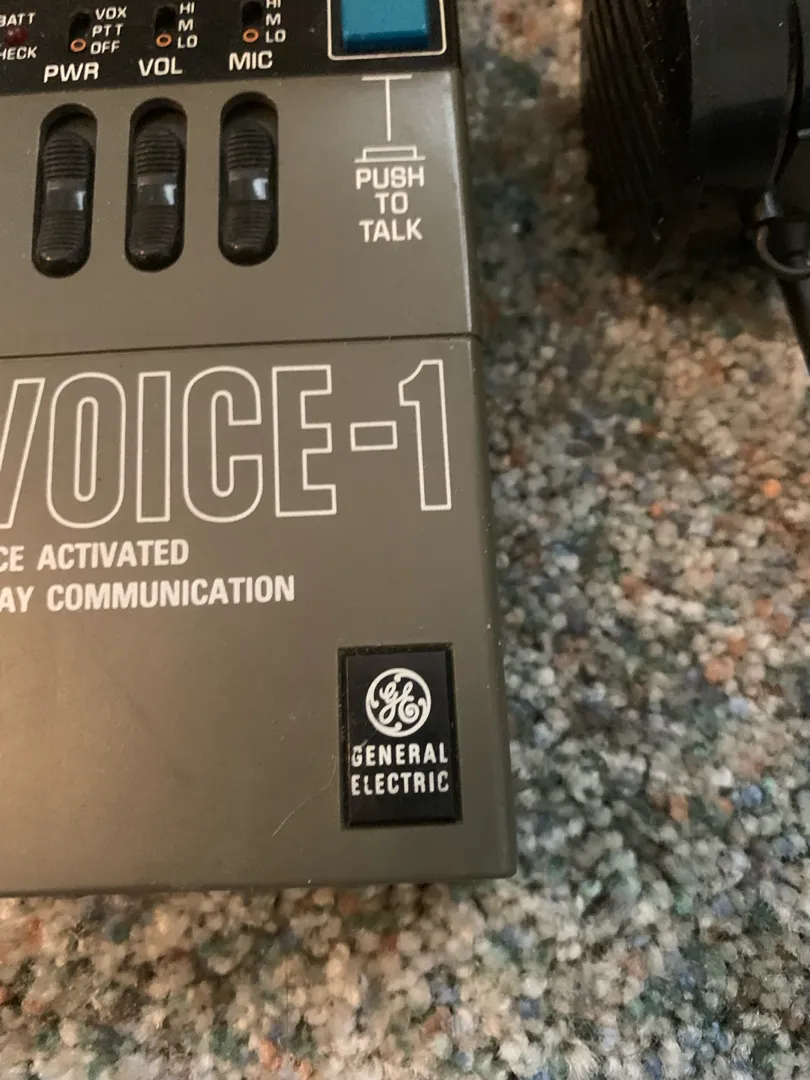 BATT VOX HI HI
PTT M M
HECK OFF LO LO
PWR VOL MIC
PUSH
TO
TALK
VOICE-1
CE ACTIVATED
AY COMMUNICATION
GE
GENERAL
ELECTRIC